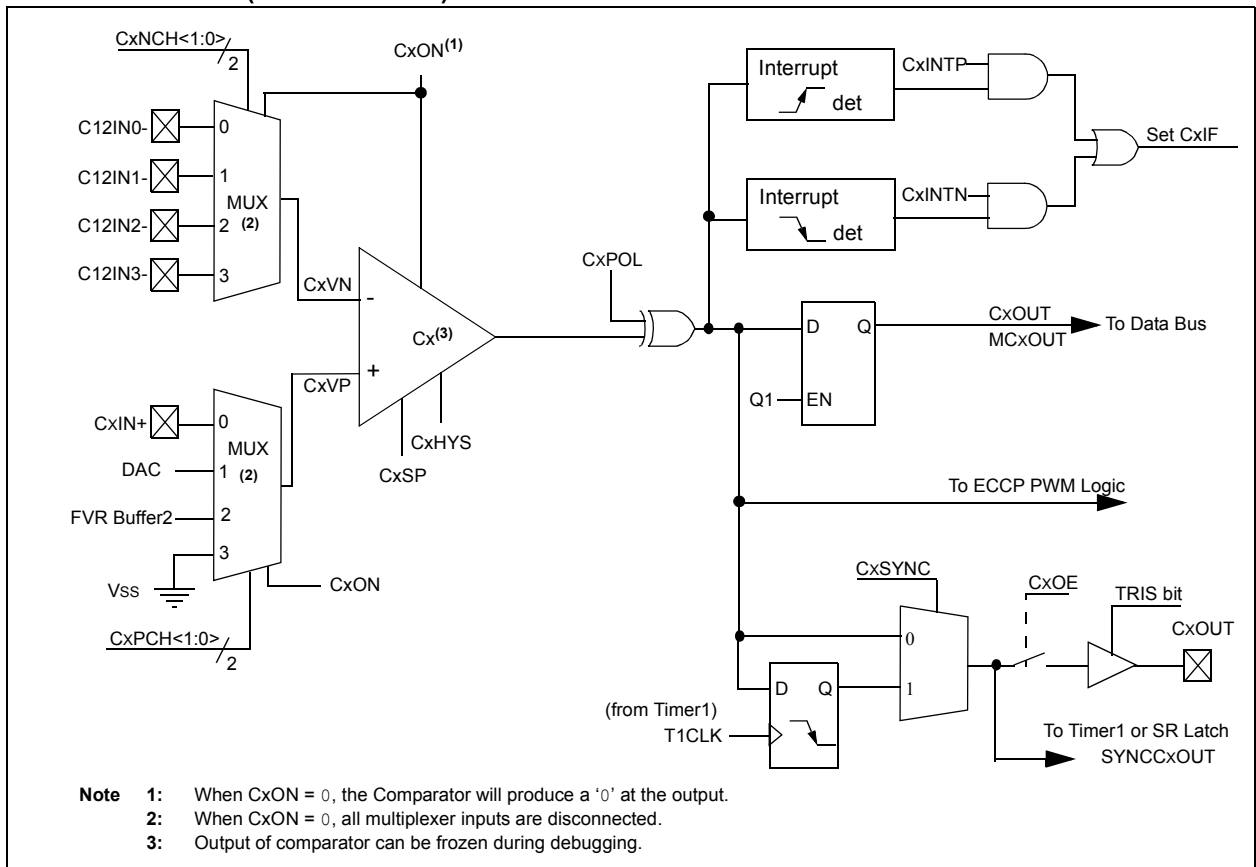 CxNCH<1:0>
2
CxON(1)
C12IN0-
C12IN1-
C12IN2-
C12IN3-
0
1
MUX
(2)
2
3
CxVN
-
Cx(3)
+
CxVP
CxHYS
CxSP
CxIN+
DAC
FVR Buffer2
Vss
0
MUX
1
(2)
2
3
CxON
CxPCH<1:0>
2
CxPOL
Interrupt
det
CxINTP
Interrupt
det
CxINTN
Set CxIF
D
Q
Q1
EN
CxOUT
MCxOUT
To Data Bus
To ECCP PWM Logic
CxSYNC
0
1
CxOE
TRIS bit
CxOUT
D
Q
(from Timer1)
T1CLK
To Timer1 or SR Latch
SYNCCxOUT
Note 1: When CxON = 0, the Comparator will produce a ‘0’ at the output.
2: When CxON = 0, all multiplexer inputs are disconnected.
3: Output of comparator can be frozen during debugging.